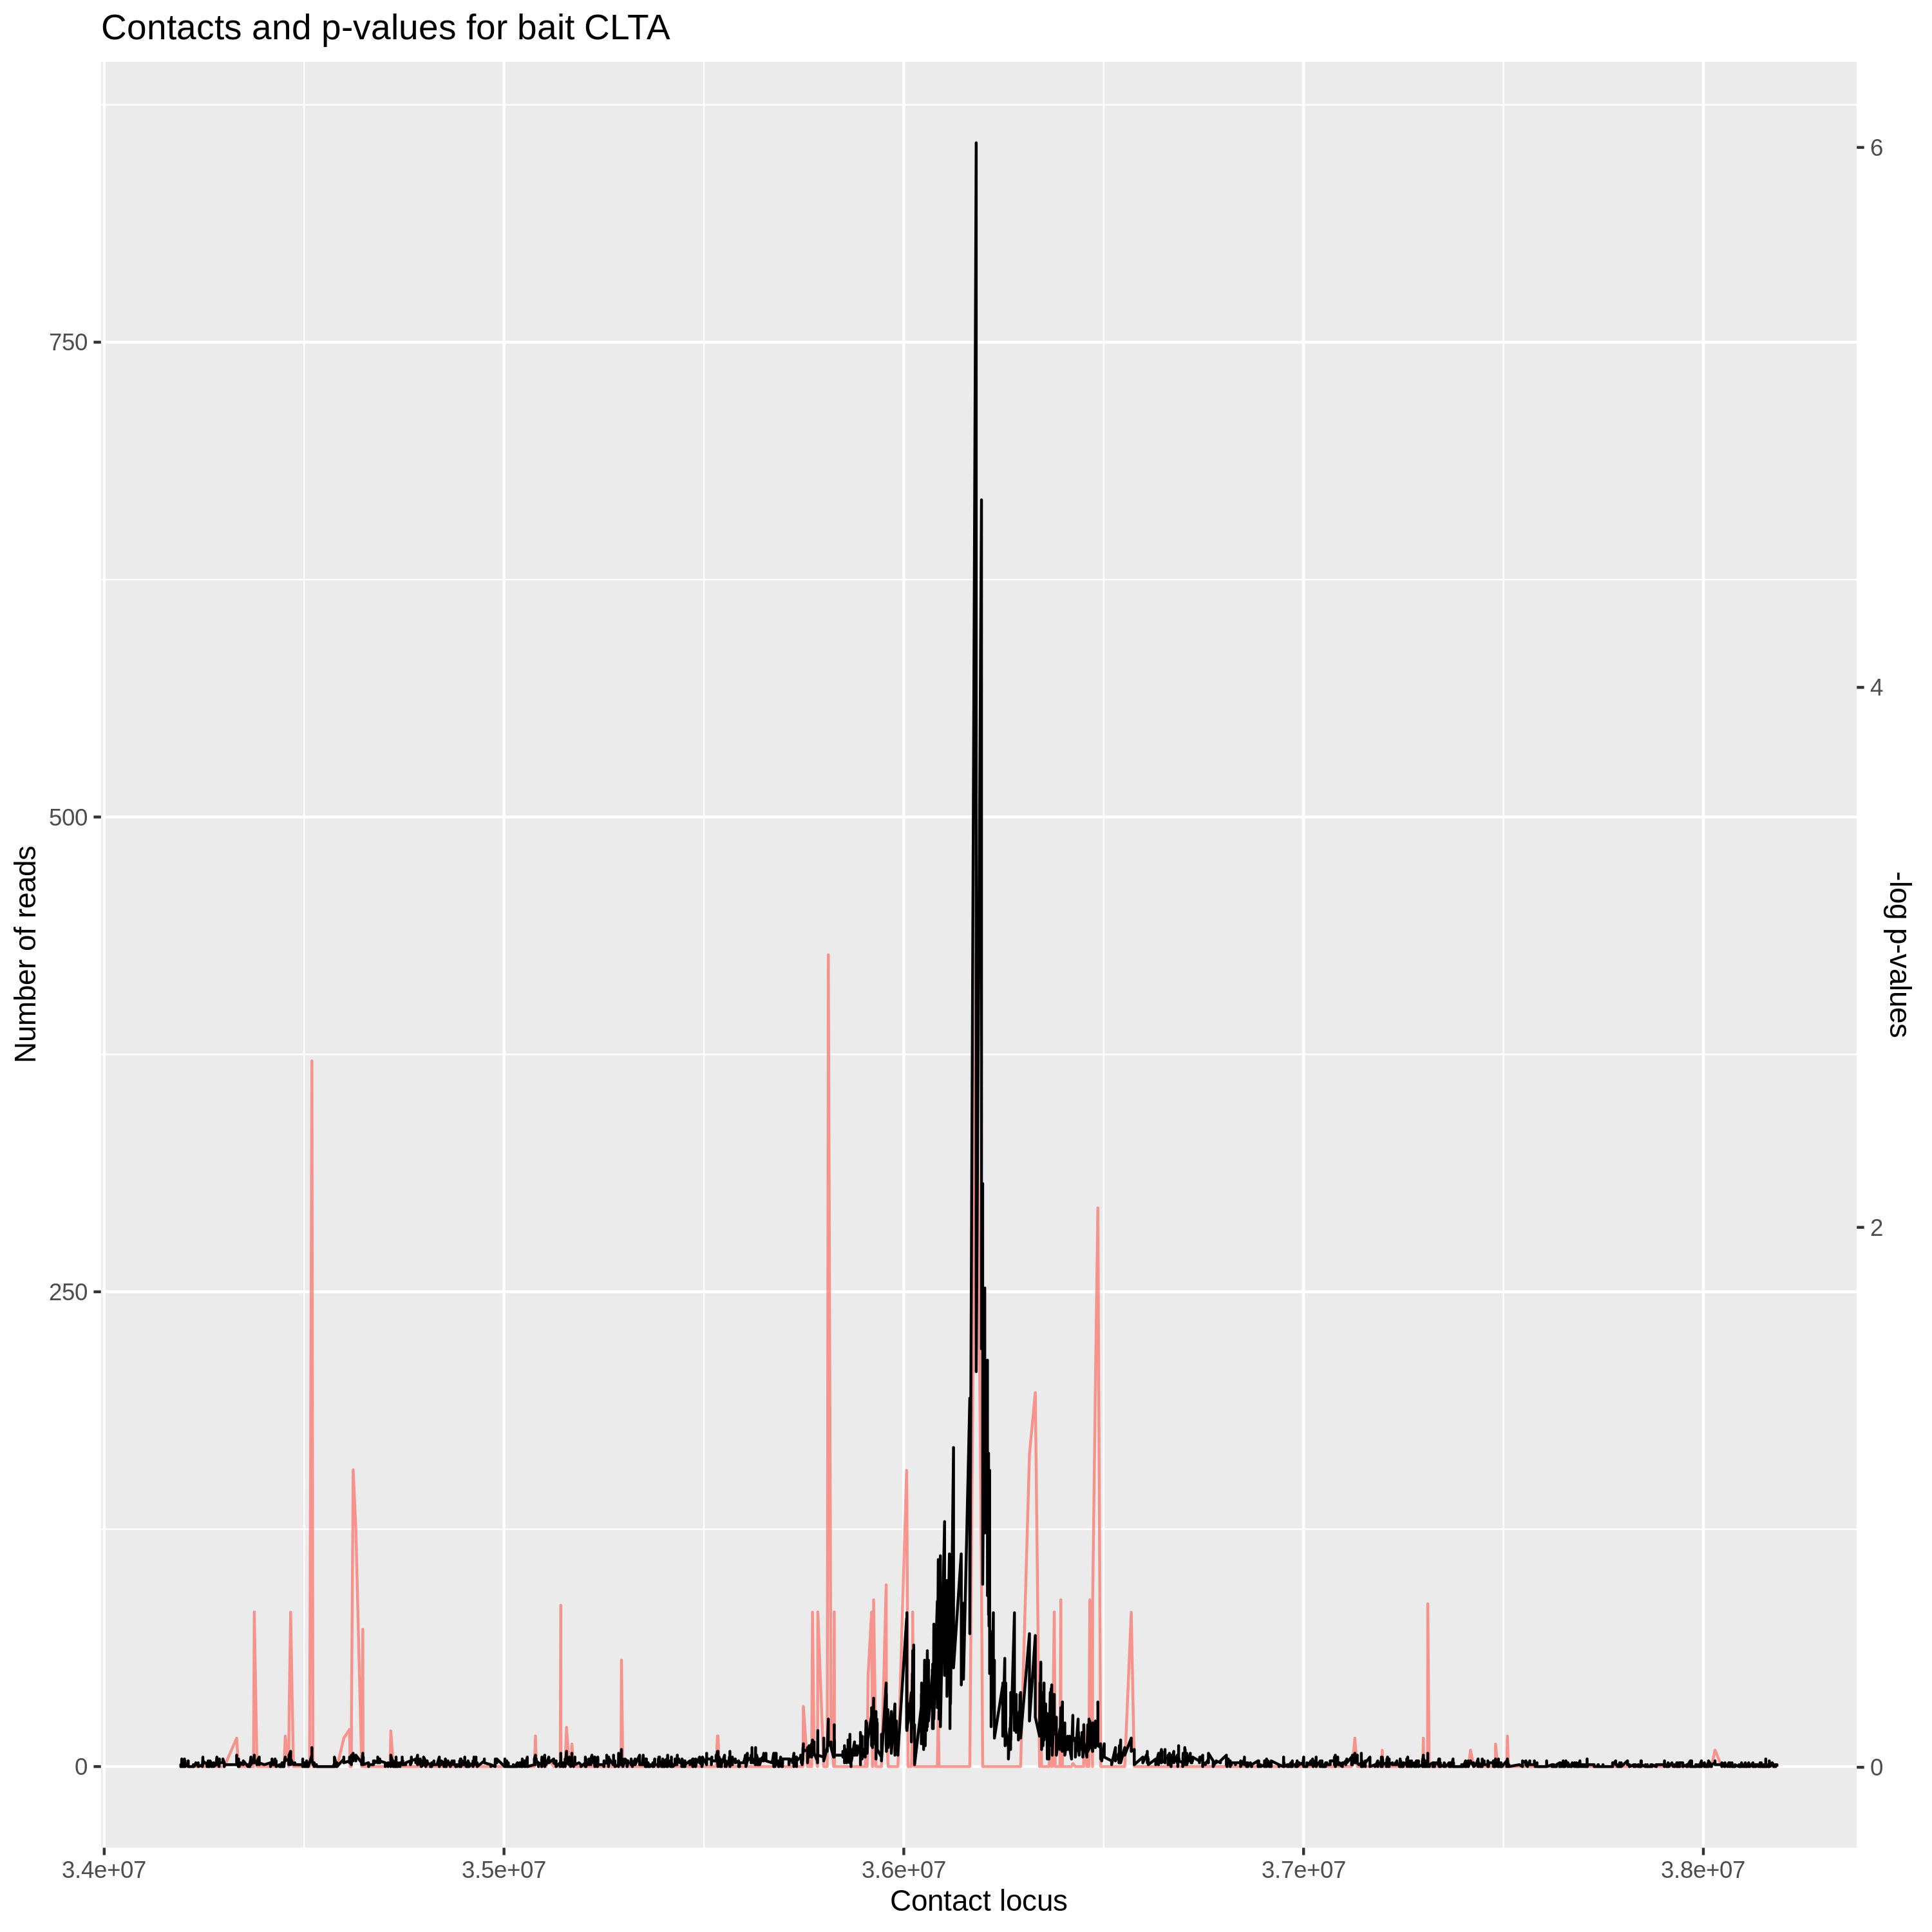 Contacts and p-values for bait CLTA
Number of reads
750
500
250
0
6
4
2
0
-log p-values
3.4e+07
3.5e+07
3.6e+07
3.7e+07
3.8e+07
Contact locus